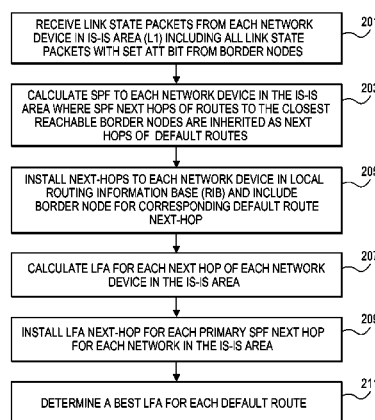 RECEIVE LINK STATE PACKETS FROM EACH NETWORK
DEVICE IN IS-IS AREA (L1) INCLUDING ALL LINK STATE
PACKETS WITH SET ATT BIT FROM BORDER NODES
201
CALCULATE SPF TO EACH NETWORK DEVICE IN THE IS-IS
AREA WHERE SPF NEXT HOPS OF ROUTES TO THE CLOSEST
REACHABLE BORDER NODES ARE INHERITED AS NEXT
HOPS OF DEFAULT ROUTES
203
INSTALL NEXT-HOPS TO EACH NETWORK DEVICE IN LOCAL
ROUTING INFORMATION BASE (RIB) AND INCLUDE
BORDER NODE FOR CORRESPONDING DEFAULT ROUTE
NEXT-HOP
205
CALCULATE LFA FOR EACH NEXT HOP OF EACH NETWORK
DEVICE IN THE IS-IS AREA
207
INSTALL LFA NEXT-HOP FOR EACH PRIMARY SPF NEXT HOP
FOR EACH NETWORK IN THE IS-IS AREA
209
DETERMINE A BEST LFA FOR EACH DEFAULT ROUTE
211